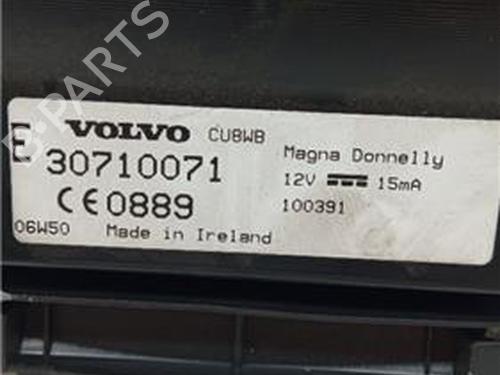 B-PARTS
E VOLVO CU8WB
30710071
CE0889
06W50 Made in Ireland
Magna Donnelly
12V 15mA
100391